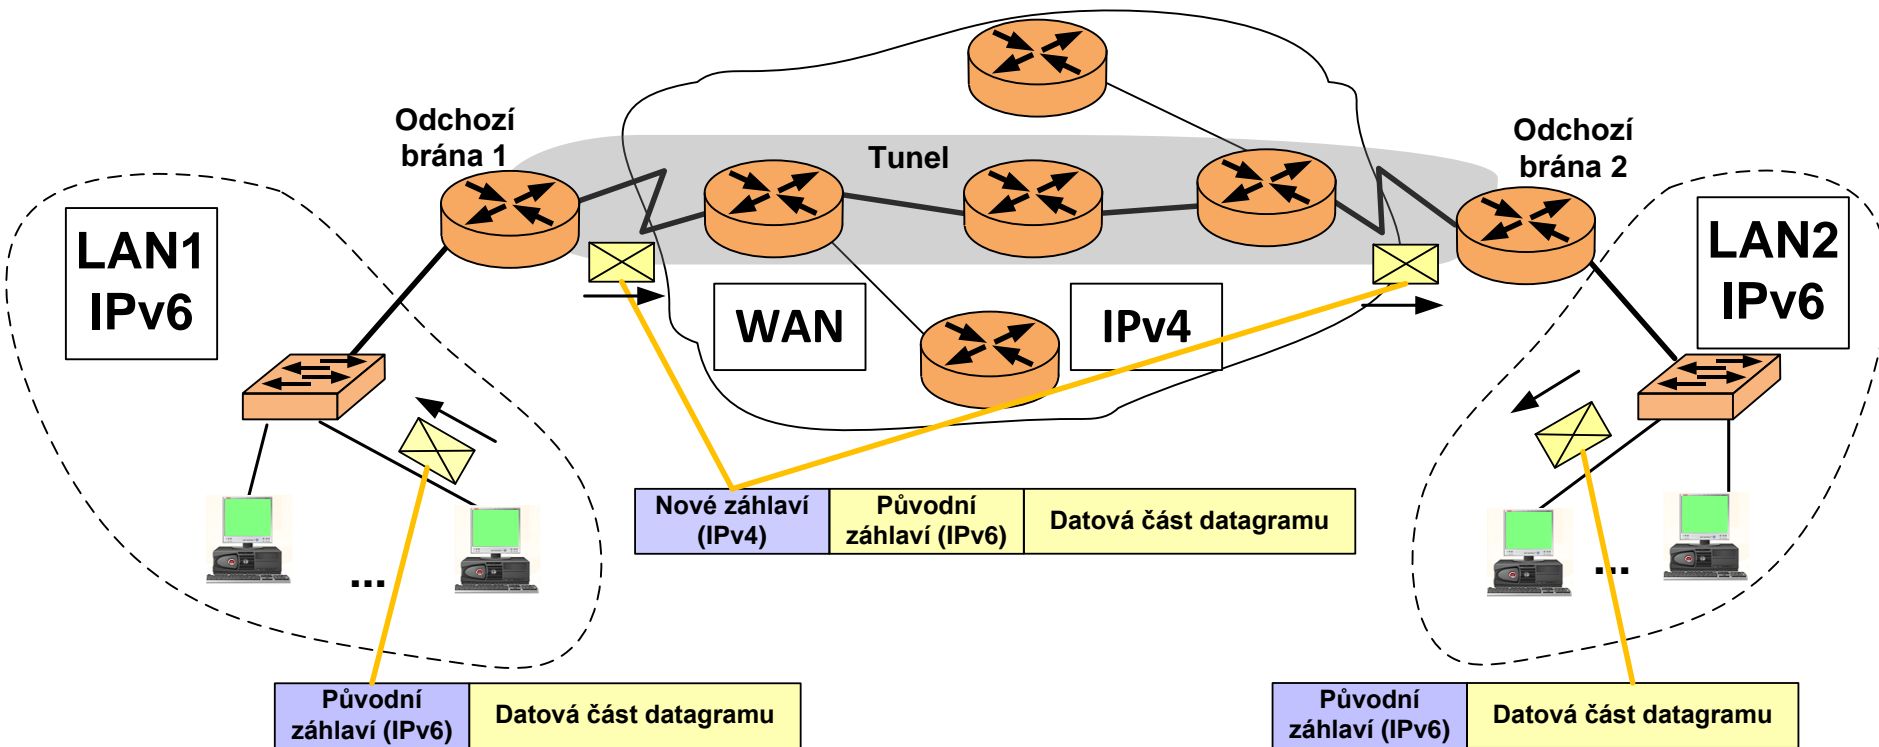 Odchozí
brána 1
Tunel
Odchozí
brána 2
LAN1
IPv6
LAN2
IPv6
WAN
IPv4
Nové záhlaví
(IPv4)
Původní
záhlaví (IPv6)
Datová část datagramu
...
...
Původní
záhlaví (IPv6)
Datová část datagramu
Původní
záhlaví (IPv6)
Datová část datagramu